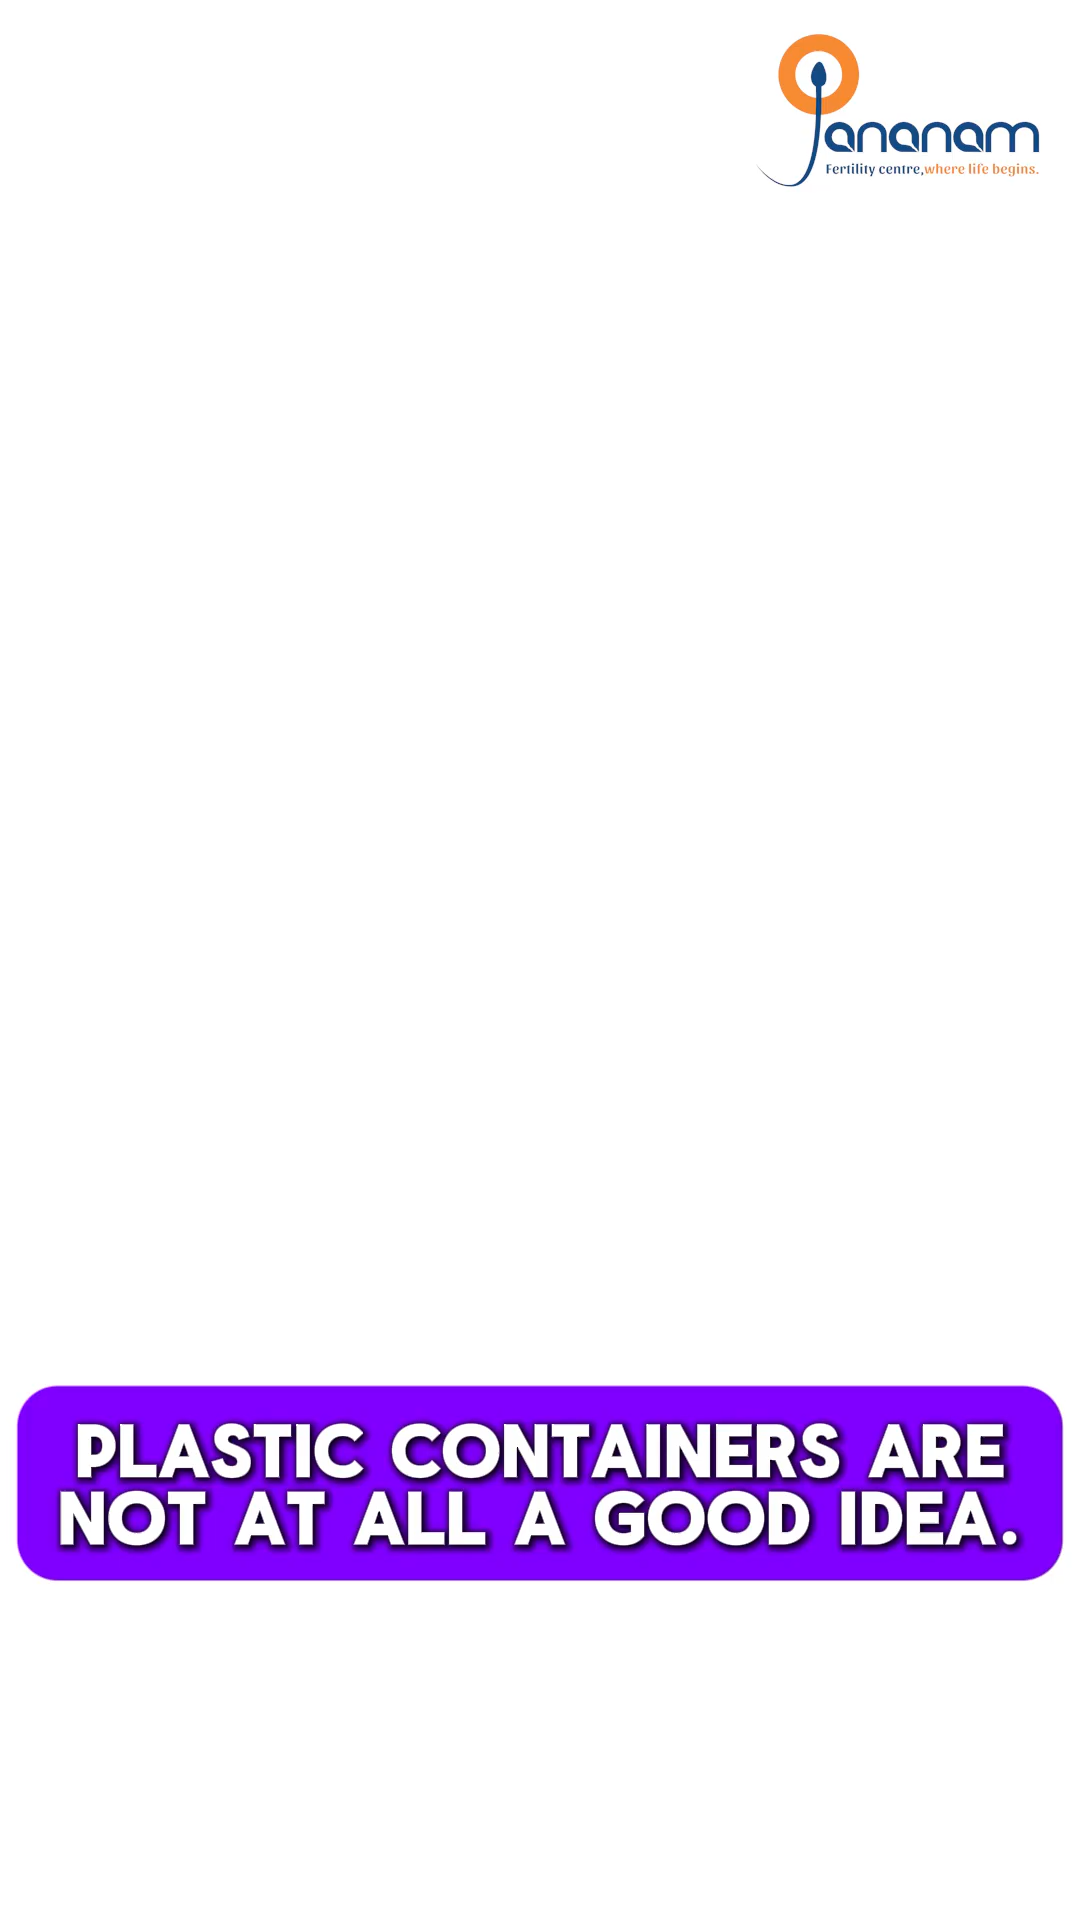 Jananam
Fertility centre,where life begins.
PLASTIC CONTAINERS ARE
NOT AT ALL A GOOD IDEA.